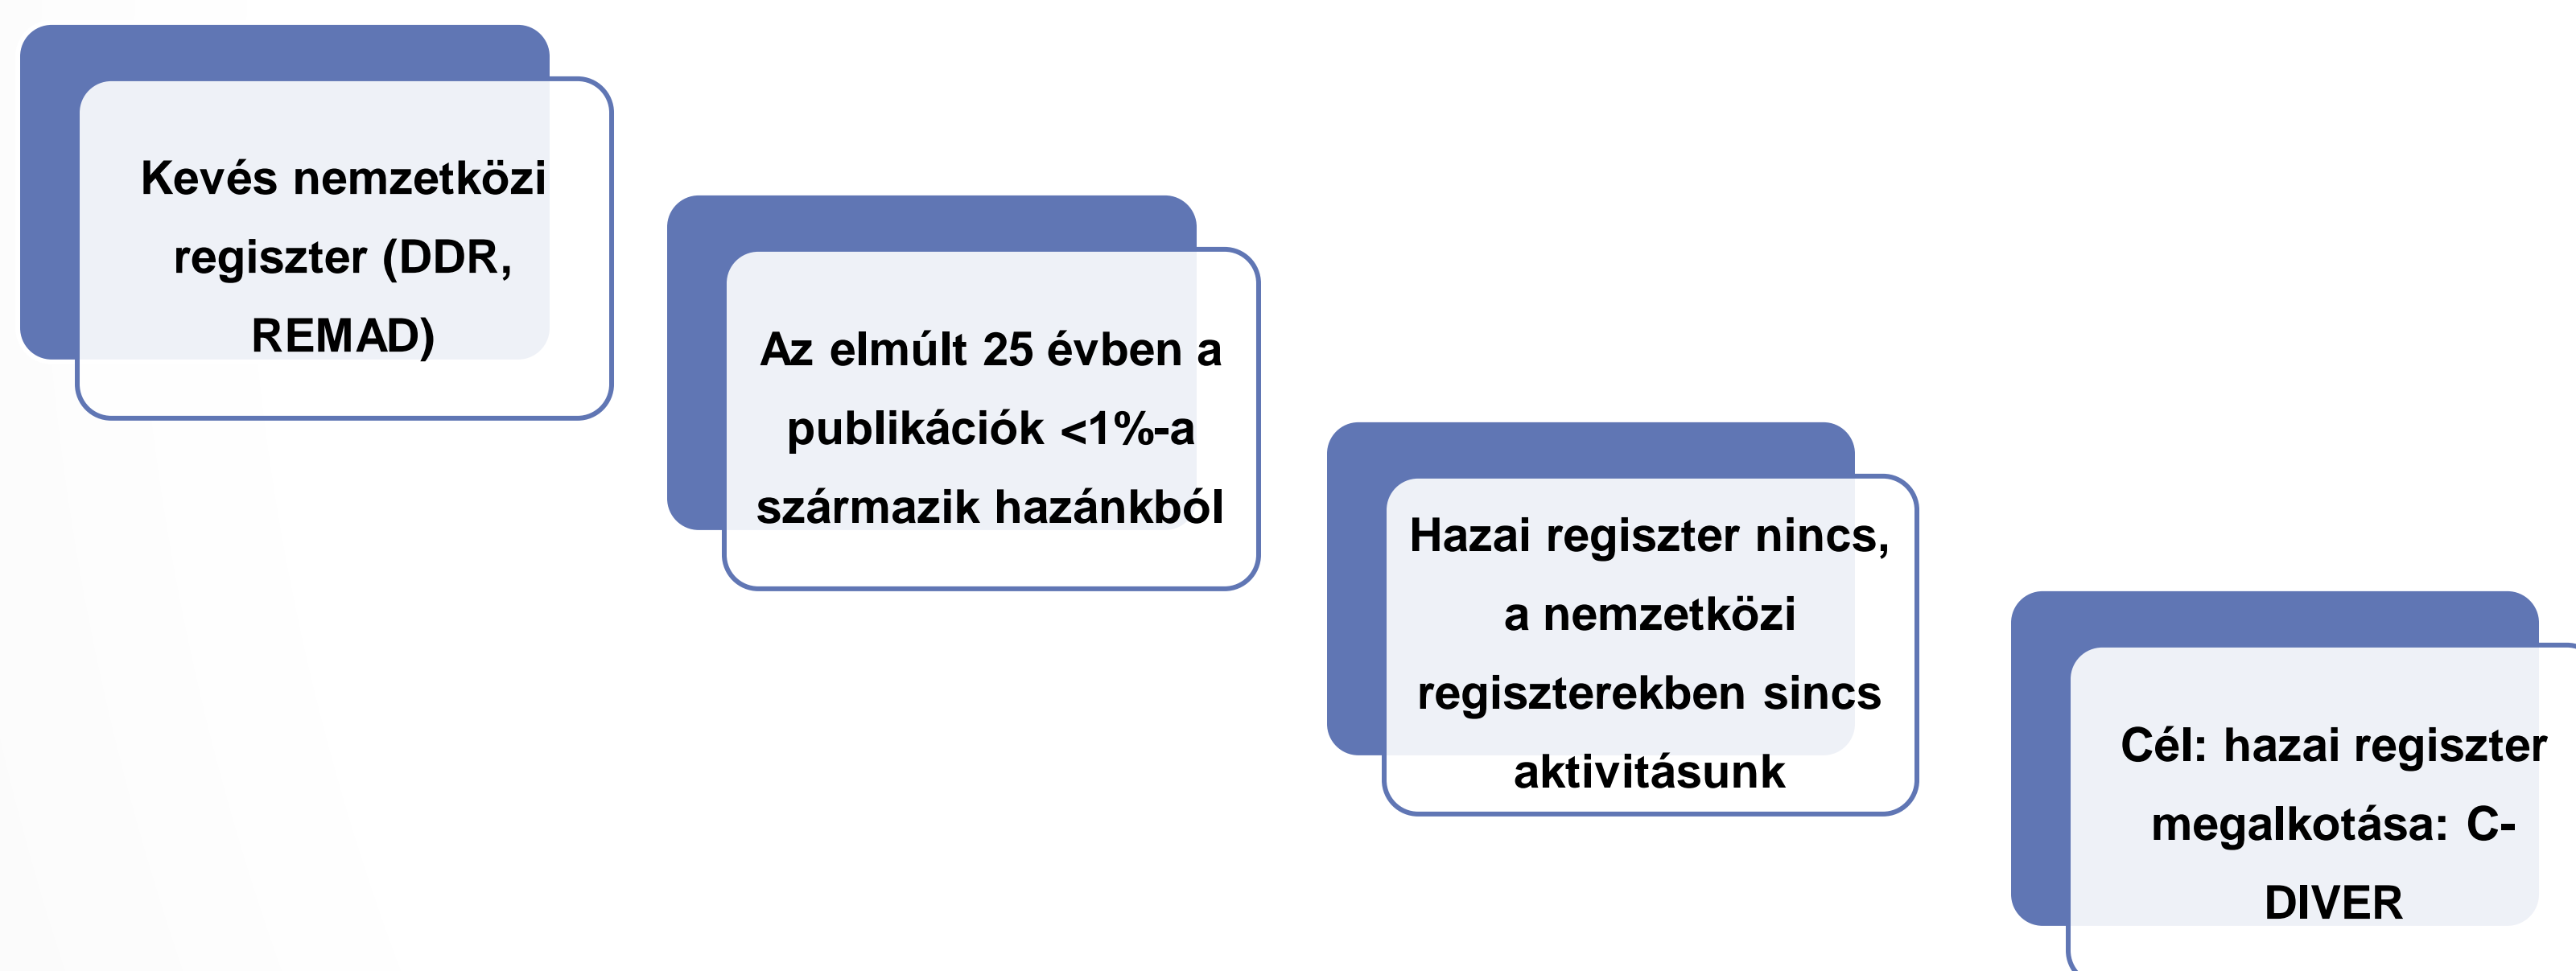 Kevés nemzetközi
regiszter (DDR,
REMAD)
Az elmúlt 25 évben a
publikációk <1%-a
származik hazánkból
Hazai regiszter nincs,
a nemzetközi
regiszterekben sincs
aktivitásunk
Cél: hazai regiszter
megalkotása: C-
DIVER